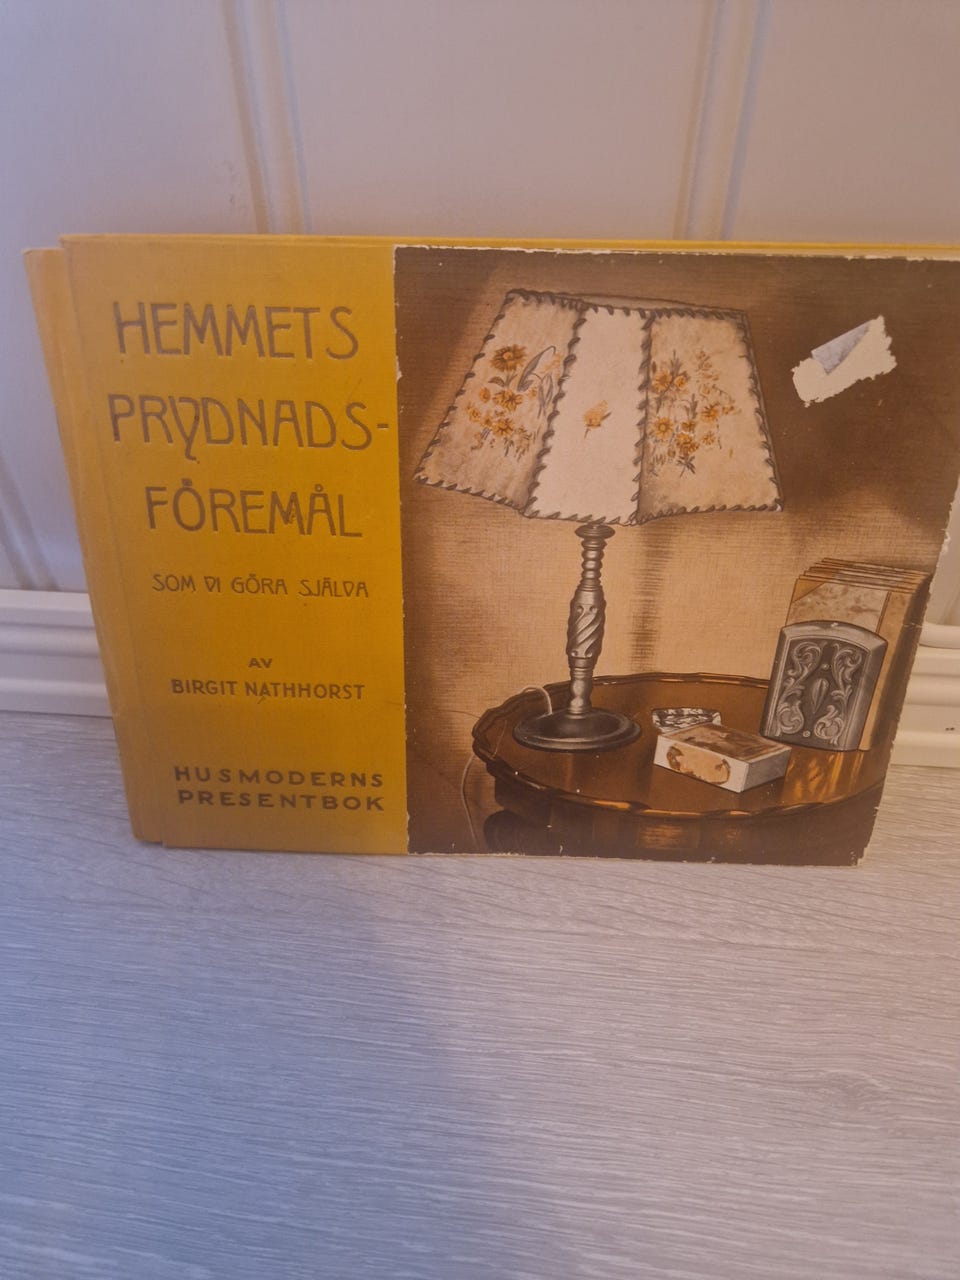 HEMMETS
PRYDNADS-
FÖREMÅL
SOM VI GÖRA SJÄLVA
AV
BIRGIT NATHHORST
HUSMODERNS
PRESENTBOK